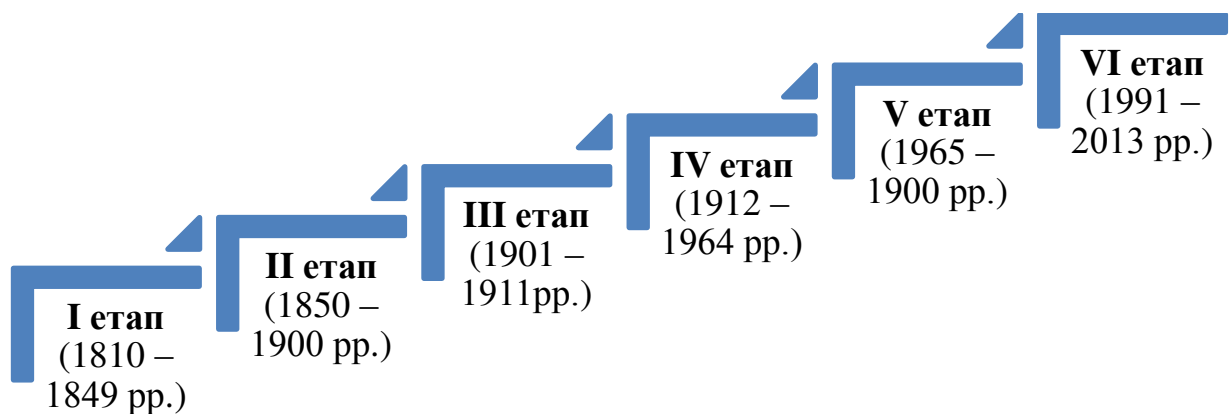 I етап
(1810 –
1849 рр.)
II етап
(1850 –
1900 рр.)
III етап
(1901 –
1911рр.)
IV етап
(1912 –
1964 рр.)
V етап
(1965 –
1900 рр.)
VI етап
(1991 –
2013 рр.)